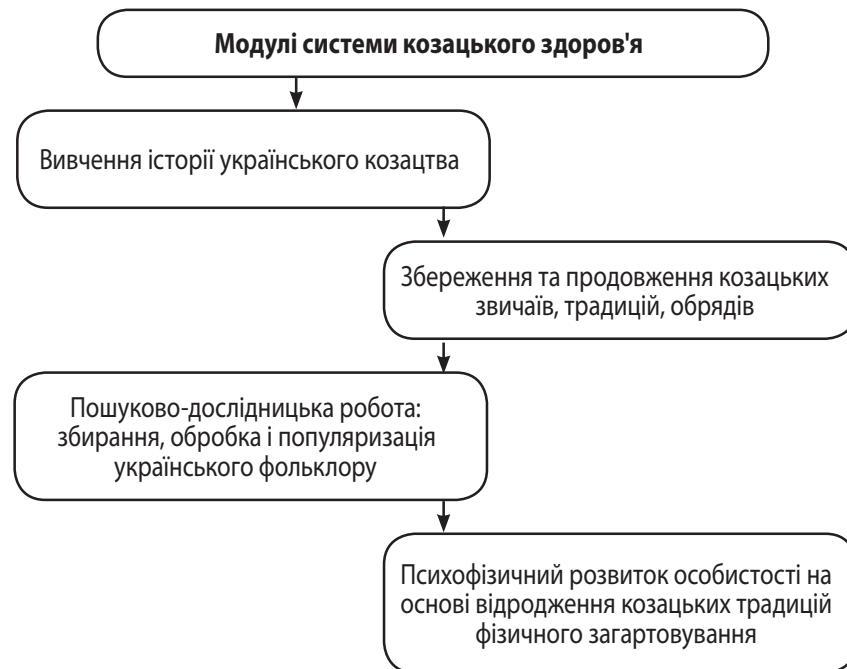 Модулі системи козацького здоров'я
Вивчення історії українського козацтва
Збереження та продовження козацьких
звичаїв, традицій, обрядів
Пошуково-дослідницька робота:
збирання, обробка і популяризація
українського фольклору
Психофізичний розвиток особистості на
основі відродження козацьких традицій
фізичного загартовування